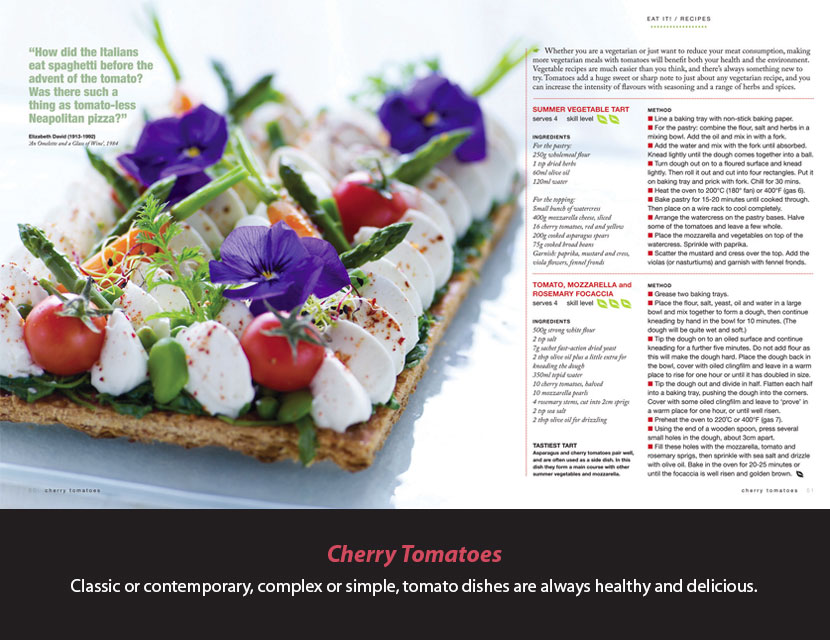 EAT IT! / RECIPES
“How did the Italians
eat spaghetti before the
advent of the tomato?
Was there such a
thing as tomato-less
Neapolitan pizza?”
Elizabeth David (1913-1992)
‘An Omelette and a Glass of Wine’, 1984
Whether you are a vegetarian or just want to reduce your meat consumption, making
more vegetarian meals with tomatoes will benefit both your health and the environment.
Vegetable recipes are much easier than you think, and there’s always something new to
try. Tomatoes add a huge sweet or sharp note to just about any vegetarian recipe, and you
can increase the intensity of flavours with seasoning and a range of herbs and spices.
SUMMER VEGETABLE TART
serves 4 skill level
INGREDIENTS
For the pastry:
250g wholemeal flour
1 tsp dried herbs
60ml olive oil
120ml water
For the topping:
Small bunch of watercress
400g mozzarella cheese, sliced
16 cherry tomatoes, red and yellow
200g cooked asparagus spears
75g cooked broad beans
Garnish: paprika, mustard and cress,
viola flowers, fennel fronds
METHOD
Line a baking tray with non-stick baking paper.
For the pastry: combine the flour, salt and herbs in a
mixing bowl. Add the oil and mix in with a fork.
Add the water and mix with the fork until absorbed.
Knead lightly until the dough comes together into a ball.
Turn dough out on to a floured surface and knead
lightly. Then roll it out and cut into four rectangles. Put it
on baking tray and prick with fork. Chill for 30 mins.
Heat the oven to 200°C (180° fan) or 400°F (gas 6).
Bake pastry for 15-20 minutes until cooked through.
Then place on a wire rack to cool completely.
Arrange the watercress on the pastry bases. Halve
some of the tomatoes and leave a few whole.
Place the mozzarella and vegetables on top of the
watercress. Sprinkle with paprika.
Scatter the mustard and cress over the top. Add the
violas (or nasturtiums) and garnish with fennel fronds.
TOMATO, MOZZARELLA and
ROSEMARY FOCACCIA
serves 4 skill level
INGREDIENTS
500g strong white flour
2 tsp salt
7g sachet fast-action dried yeast
2 tbsp olive oil plus a little extra for
kneading the dough
350ml tepid water
10 cherry tomatoes, halved
10 mozzarella pearls
4 rosemary stems, cut into 2cm sprigs
2 tsp sea salt
2 tbsp olive oil for drizzling
TASTIEST TART
Asparagus and cherry tomatoes pair well,
and are often used as a side dish. In this
dish they form a main course with other
summer vegetables and mozzarella.
METHOD
Grease two baking trays.
Place the flour, salt, yeast, oil and water in a large
bowl and mix together to form a dough, then continue
kneading by hand in the bowl for 10 minutes. (The
dough will be quite wet and soft.)
Tip the dough on to an oiled surface and continue
kneading for a further five minutes. Do not add flour as
this will make the dough hard. Place the dough back in
the bowl, cover with oiled clingfilm and leave in a warm
place to rise for one hour or until it has doubled in size.
Tip the dough out and divide in half. Flatten each half
into a baking tray, pushing the dough into the corners.
Cover with some oiled clingfilm and leave to ‘prove’ in
a warm place for one hour, or until well risen.
Preheat the oven to 220°C or 400°F (gas 7).
Using the end of a wooden spoon, press several
small holes in the dough, about 3cm apart.
Fill these holes with the mozzarella, tomato and
rosemary sprigs, then sprinkle with sea salt and drizzle
with olive oil. Bake in the oven for 20-25 minutes or
until the focaccia is well risen and golden brown.
cherry tomatoes
cherry tomatoes
Cherry Tomatoes
Classic or contemporary, complex or simple, tomato dishes are always healthy and delicious.